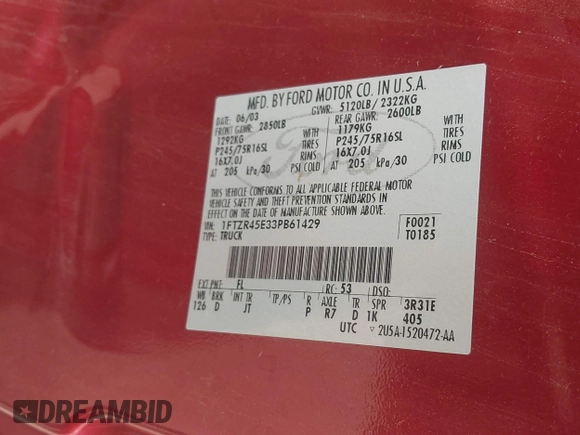 MFD. BY FORD MOTOR CO. IN U.S.A.
DATE: 06/03 GVWR: 5120LB/ 2322KG
FRONT GAWR: 2850LB REAR GAWR: 2600LB
1292KG WITH 1179KG WITH
P245/75R16SL TIRES P245/75R16SL TIRES
16X7.0J RIMS 16X7.0J RIMS
AT 205 kPa/30 PSI COLD AT 205 kPa/30 PSI COLD
THIS VEHICLE CONFORMS TO ALL APPLICABLE FEDERAL MOTOR
VEHICLE SAFETY AND THEFT PREVENTION STANDARDS IN
EFFECT ON THE DATE OF MANUFACTURE SHOWN ABOVE.
VIN: 1FTZR45E33PB61429 F0021
TYPE: TRUCK T0185
Ford
EXT PNT: FL RC: 53 DSO:
WB BRK INT TR TP/PS R AXLE TR SPR 3R31E
126 D JT P R7 D 1K 405
UTC 2U5A-1520472-AA
DREAMBID